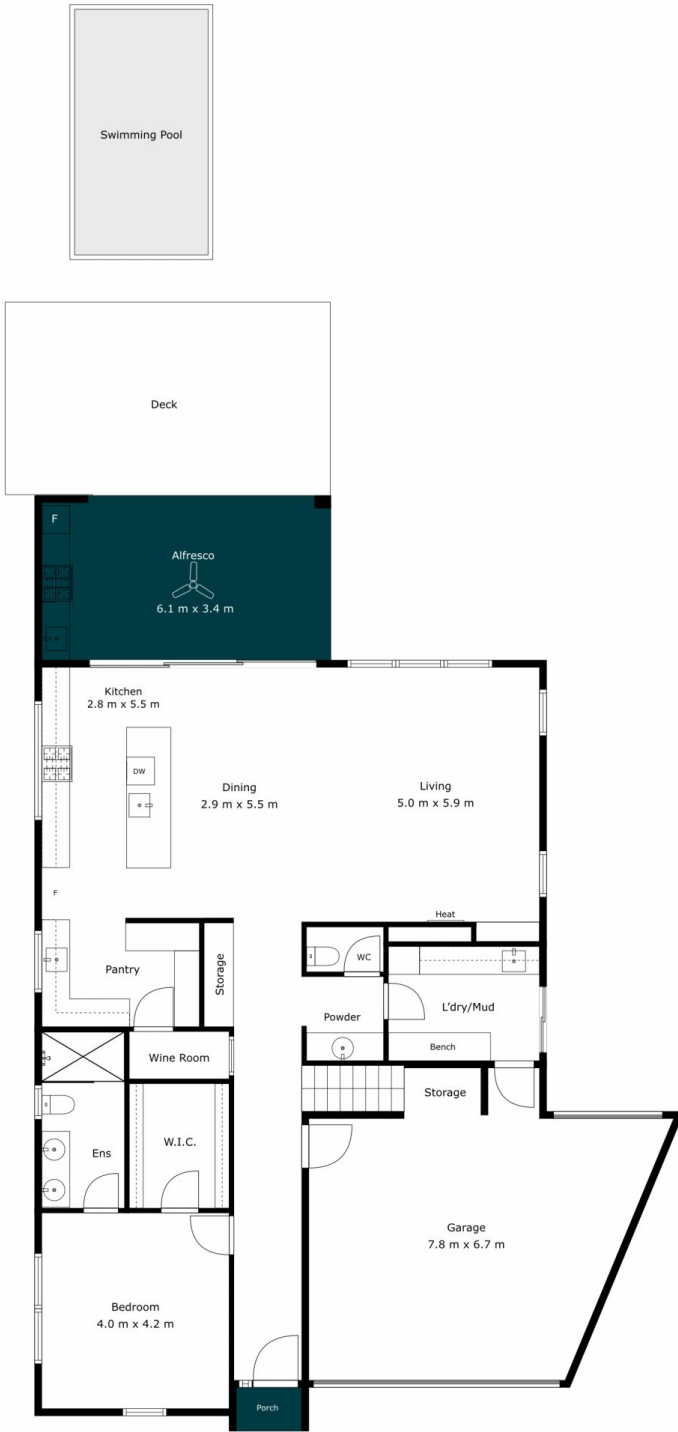 Swimming Pool
Deck
F
Alfresco
6.1 m x 3.4 m
Kitchen
2.8 m x 5.5 m
DW
Dining
2.9 m x 5.5 m
Living
5.0 m x 5.9 m
F
Heat
Pantry
Storage
WC
Powder
L'dry/Mud
Bench
Wine Room
Storage
Ens
W.I.C.
Garage
7.8 m x 6.7 m
Bedroom
4.0 m x 4.2 m
Porch